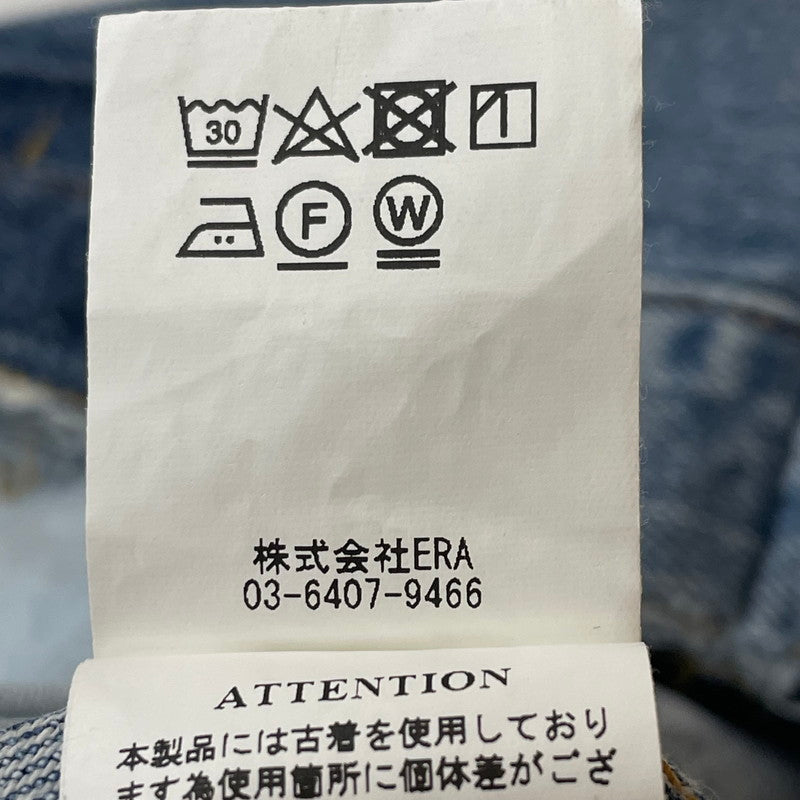 30
F W
株式会社ERA
03-6407-9466
ATTENTION
本製品には古着を使用しており
ます為使用箇所に個体差がござ